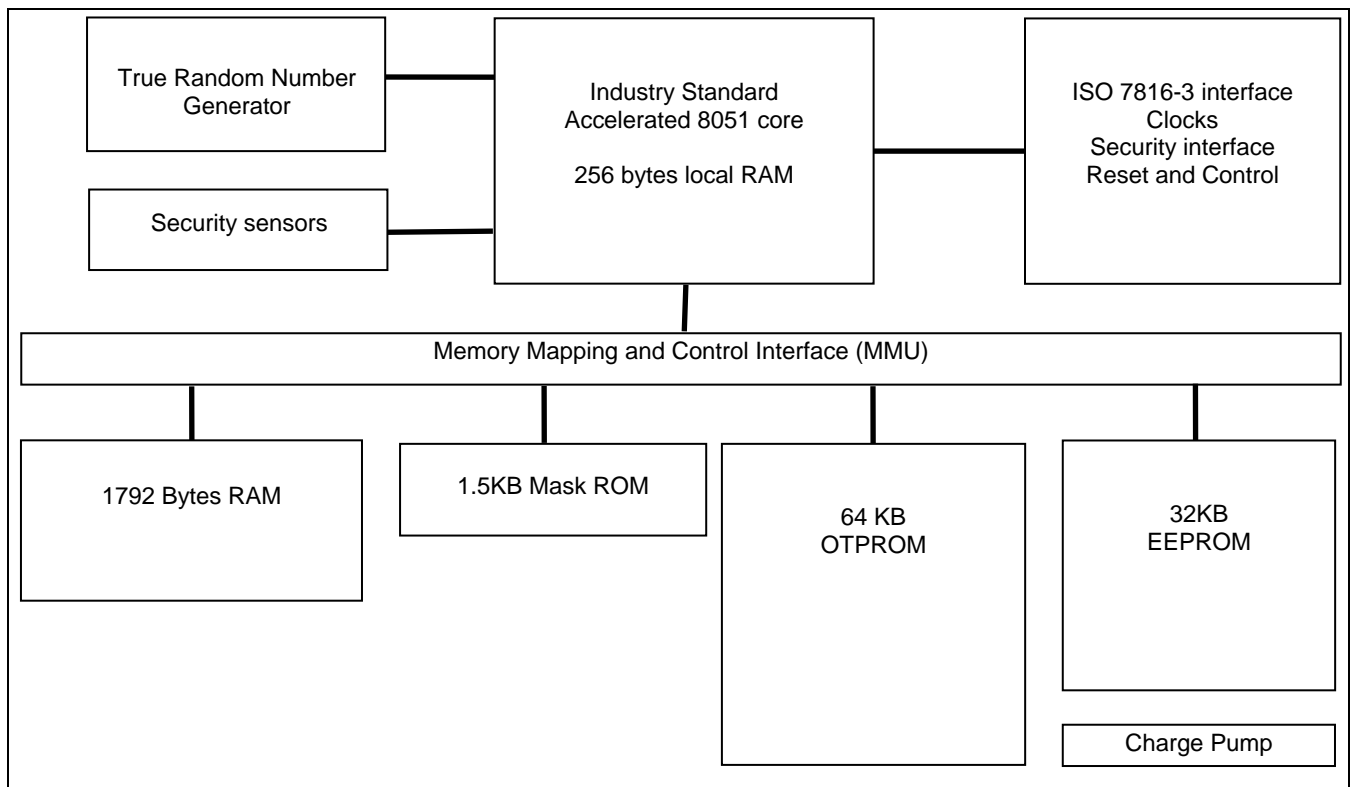 True Random Number
Generator
Industry Standard
Accelerated 8051 core
256 bytes local RAM
ISO 7816-3 interface
Clocks
Security interface
Reset and Control
Security sensors
Memory Mapping and Control Interface (MMU)
1792 Bytes RAM
1.5KB Mask ROM
64 KB
OTPROM
32KB
EEPROM
Charge Pump